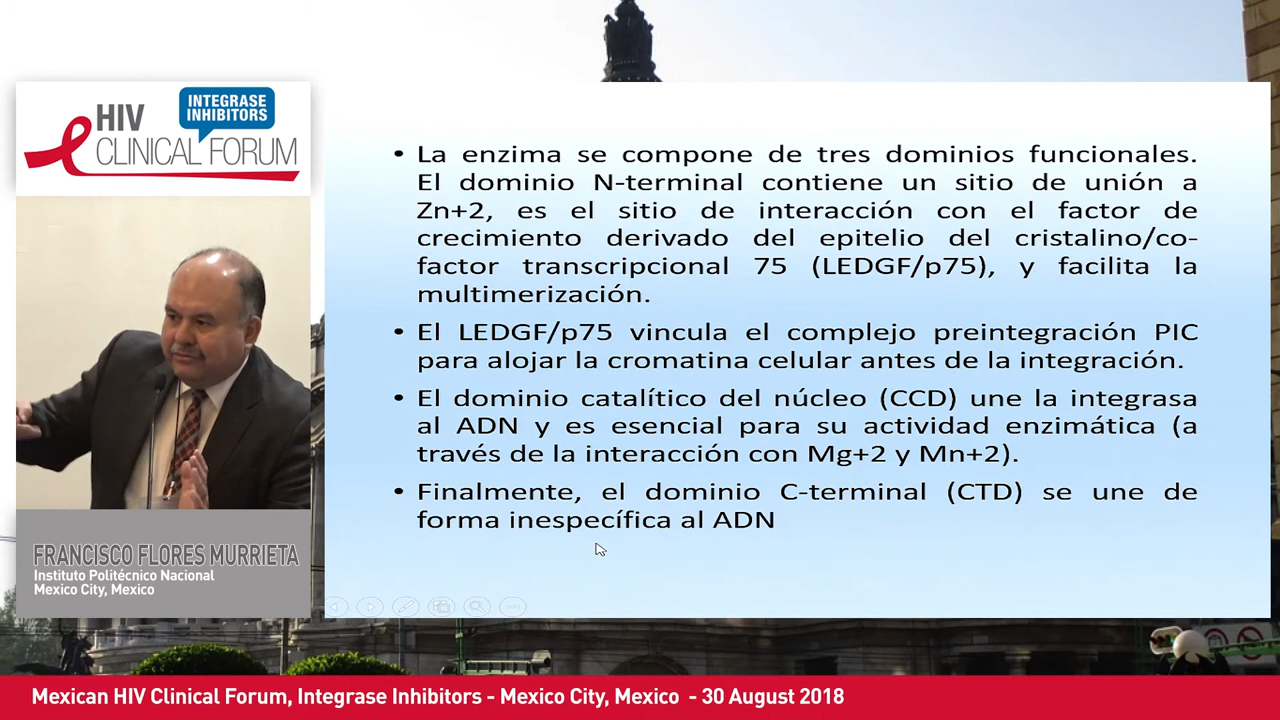 HIV
INTEGRASE
INHIBITORS
CLINICAL FORUM
• La enzima se compone de tres dominios funcionales.
El dominio N-terminal contiene un sitio de unión a
Zn+2, es el sitio de interacción con el factor de
crecimiento derivado del epitelio del cristalino/co-
factor transcripcional 75 (LEDGF/p75), y facilita la
multimerización.
• El LEDGF/p75 vincula el complejo preintegración PIC
para alojar la cromatina celular antes de la integración.
• El dominio catalítico del núcleo (CCD) une la integrasa
al ADN y es esencial para su actividad enzimática (a
través de la interacción con Mg+2 y Mn+2).
• Finalmente, el dominio C-terminal (CTD) se une de
forma inespecífica al ADN
FRANCISCO FLORES MURRIETA
Instituto Politécnico Nacional
Mexico City, Mexico
Mexican HIV Clinical Forum, Integrase Inhibitors - Mexico City, Mexico - 30 August 2018